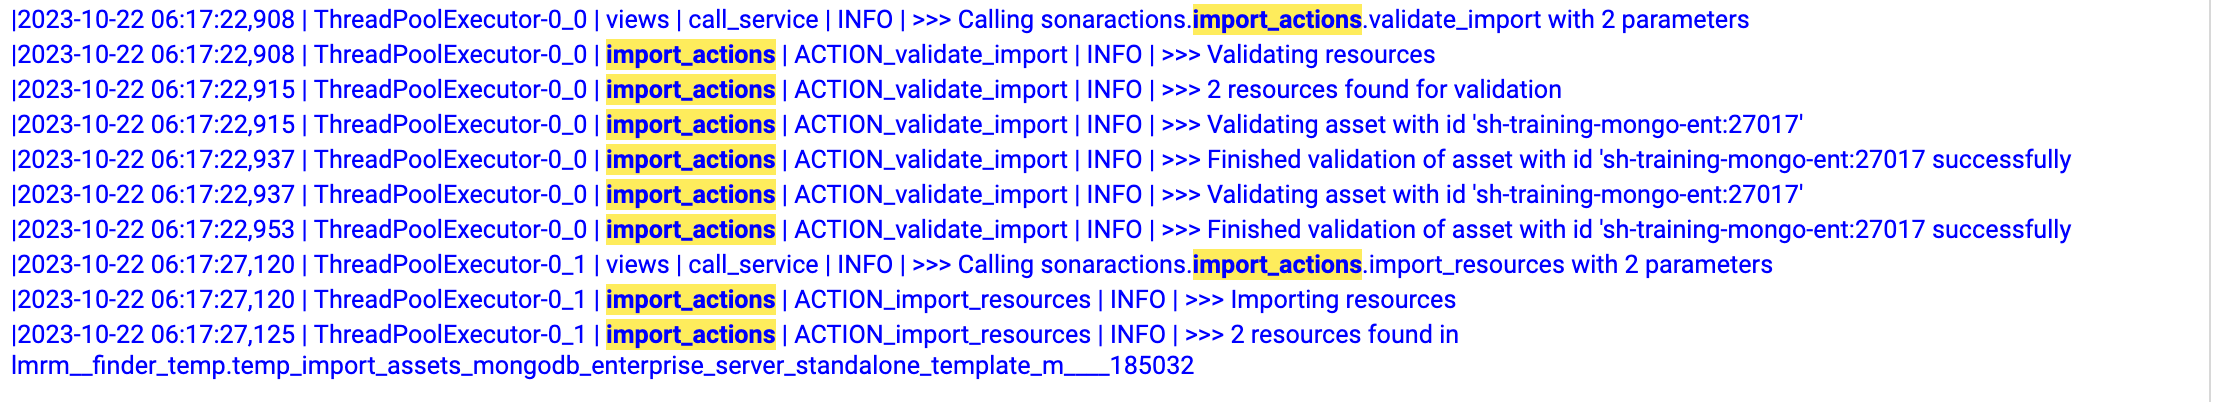 |2023-10-22 06:17:22,908 | ThreadPoolExecutor-0_0 | views | call_service | INFO | >>> Calling sonaractions.import_actions.validate_import with 2 parameters
|2023-10-22 06:17:22,908 | ThreadPoolExecutor-0_0 | import_actions | ACTION_validate_import | INFO | >>> Validating resources
|2023-10-22 06:17:22,915 | ThreadPoolExecutor-0_0 | import_actions | ACTION_validate_import | INFO | >>> 2 resources found for validation
|2023-10-22 06:17:22,915 | ThreadPoolExecutor-0_0 | import_actions | ACTION_validate_import | INFO | >>> Validating asset with id 'sh-training-mongo-ent:27017'
|2023-10-22 06:17:22,937 | ThreadPoolExecutor-0_0 | import_actions | ACTION_validate_import | INFO | >>> Finished validation of asset with id 'sh-training-mongo-ent:27017 successfully
|2023-10-22 06:17:22,937 | ThreadPoolExecutor-0_0 | import_actions | ACTION_validate_import | INFO | >>> Validating asset with id 'sh-training-mongo-ent:27017'
|2023-10-22 06:17:22,953 | ThreadPoolExecutor-0_0 | import_actions | ACTION_validate_import | INFO | >>> Finished validation of asset with id 'sh-training-mongo-ent:27017 successfully
|2023-10-22 06:17:27,120 | ThreadPoolExecutor-0_1 | views | call_service | INFO | >>> Calling sonaractions.import_actions.import_resources with 2 parameters
|2023-10-22 06:17:27,120 | ThreadPoolExecutor-0_1 | import_actions | ACTION_import_resources | INFO | >>> Importing resources
|2023-10-22 06:17:27,125 | ThreadPoolExecutor-0_1 | import_actions | ACTION_import_resources | INFO | >>> 2 resources found in
lmrm__finder_temp.temp_import_assets_mongodb_enterprise_server_standalone_template_m____185032